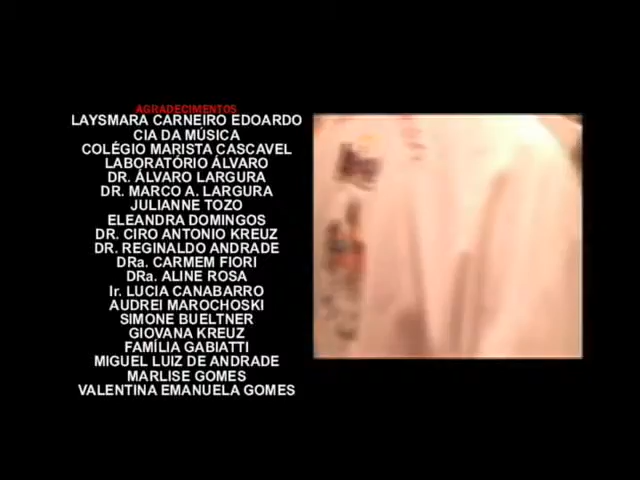 AGRADECIMENTOS
LAYSMARA CARNEIRO EDOARDO
CIA DA MÚSICA
COLÉGIO MARISTA CASCAVEL
LABORATÓRIO ÁLVARO
DR. ÁLVARO LARGURA
DR. MARCO A. LARGURA
JULIANNE TOZO
ELEANDRA DOMINGOS
DR. CIRO ANTONIO KREUZ
DR. REGINALDO ANDRADE
DRa. CARMEM FIORI
DRa. ALINE ROSA
Ir. LUCIA CANABARRO
AUDREI MAROCHOSKI
SIMONE BUELTNER
GIOVANA KREUZ
FAMÍLIA GABIATTI
MIGUEL LUIZ DE ANDRADE
MARLISE GOMES
VALENTINA EMANUELA GOMES